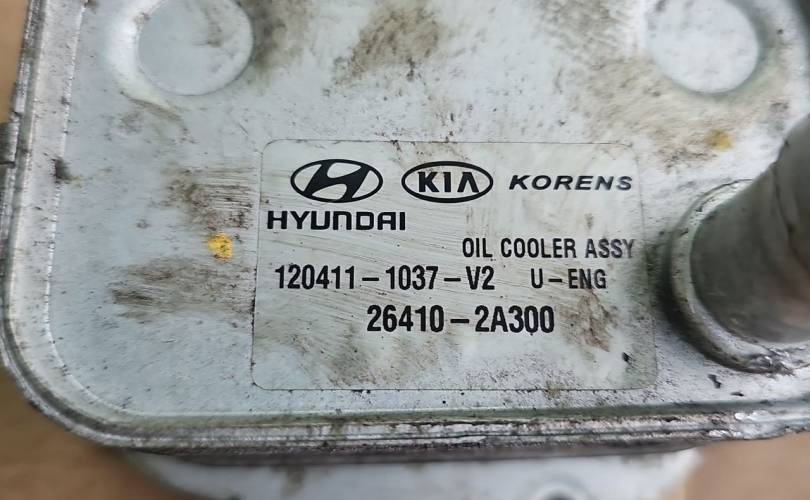 KIA KORENS
HYUNDAI
OIL COOLER ASSY
120411-1037-V2 U-ENG
26410-2A300